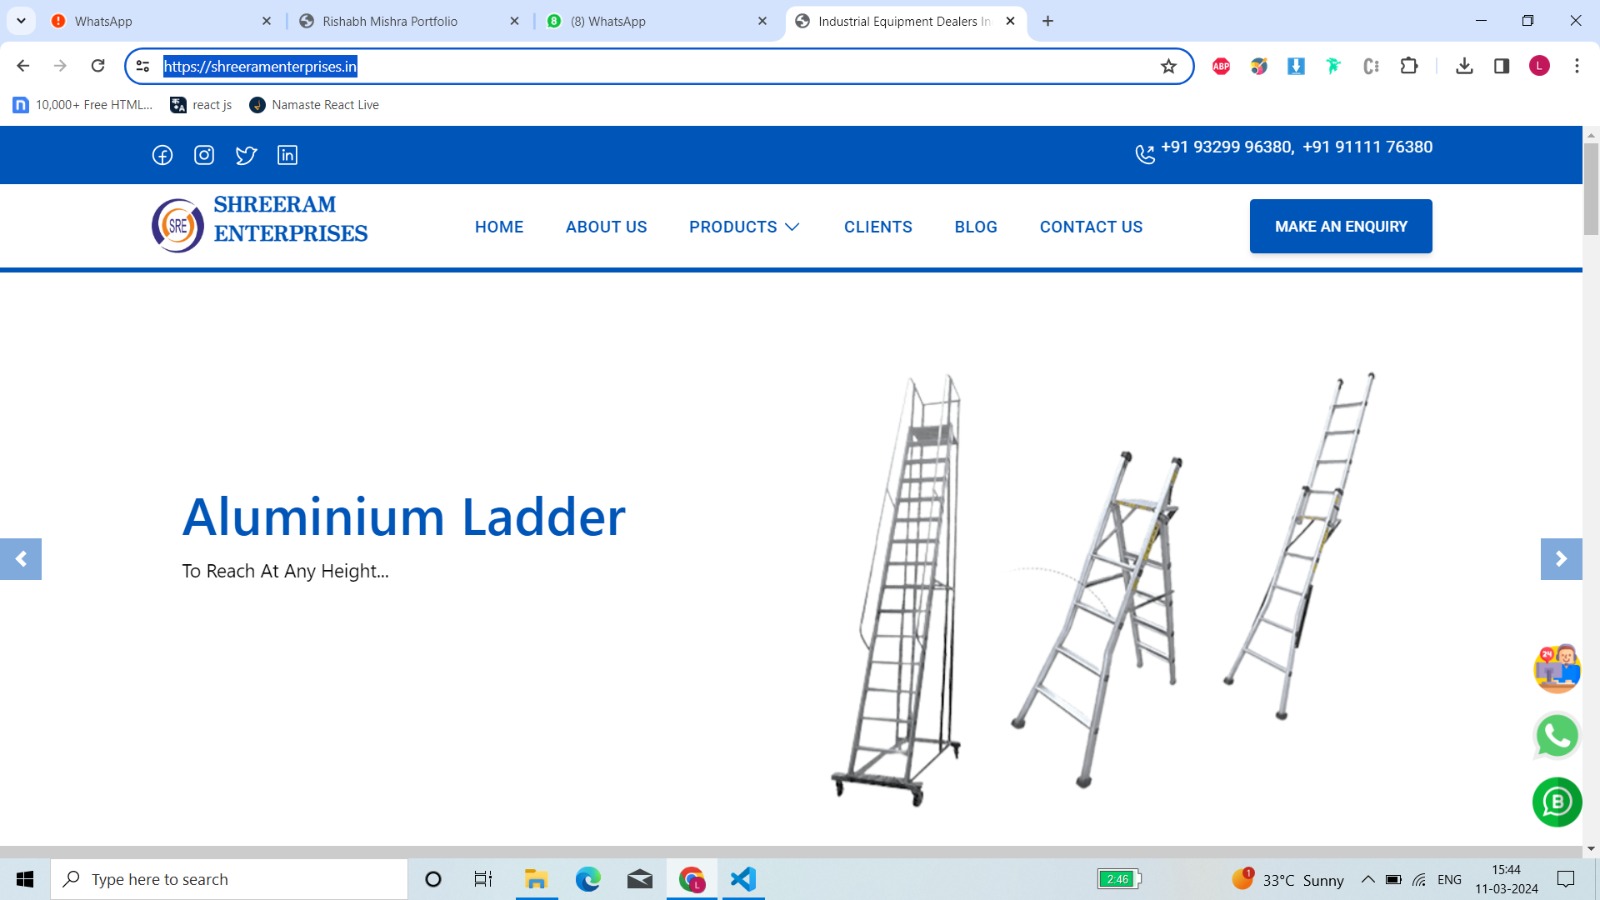 WhatsApp
Rishabh Mishra Portfolio
8 (8) WhatsApp
Industrial Equipment Dealers In
https://shreeramenterprises.in
ABP
L
10,000+ Free HTML...
react js
Namaste React Live
+91 93299 96380, +91 91111 76380
SRE
SHREERAM
ENTERPRISES
HOME
ABOUT US
PRODUCTS
CLIENTS
BLOG
CONTACT US
MAKE AN ENQUIRY
Aluminium Ladder
To Reach At Any Height...
24
B
Type here to search
L
2:46
1
33°C Sunny
ENG
15:44
11-03-2024